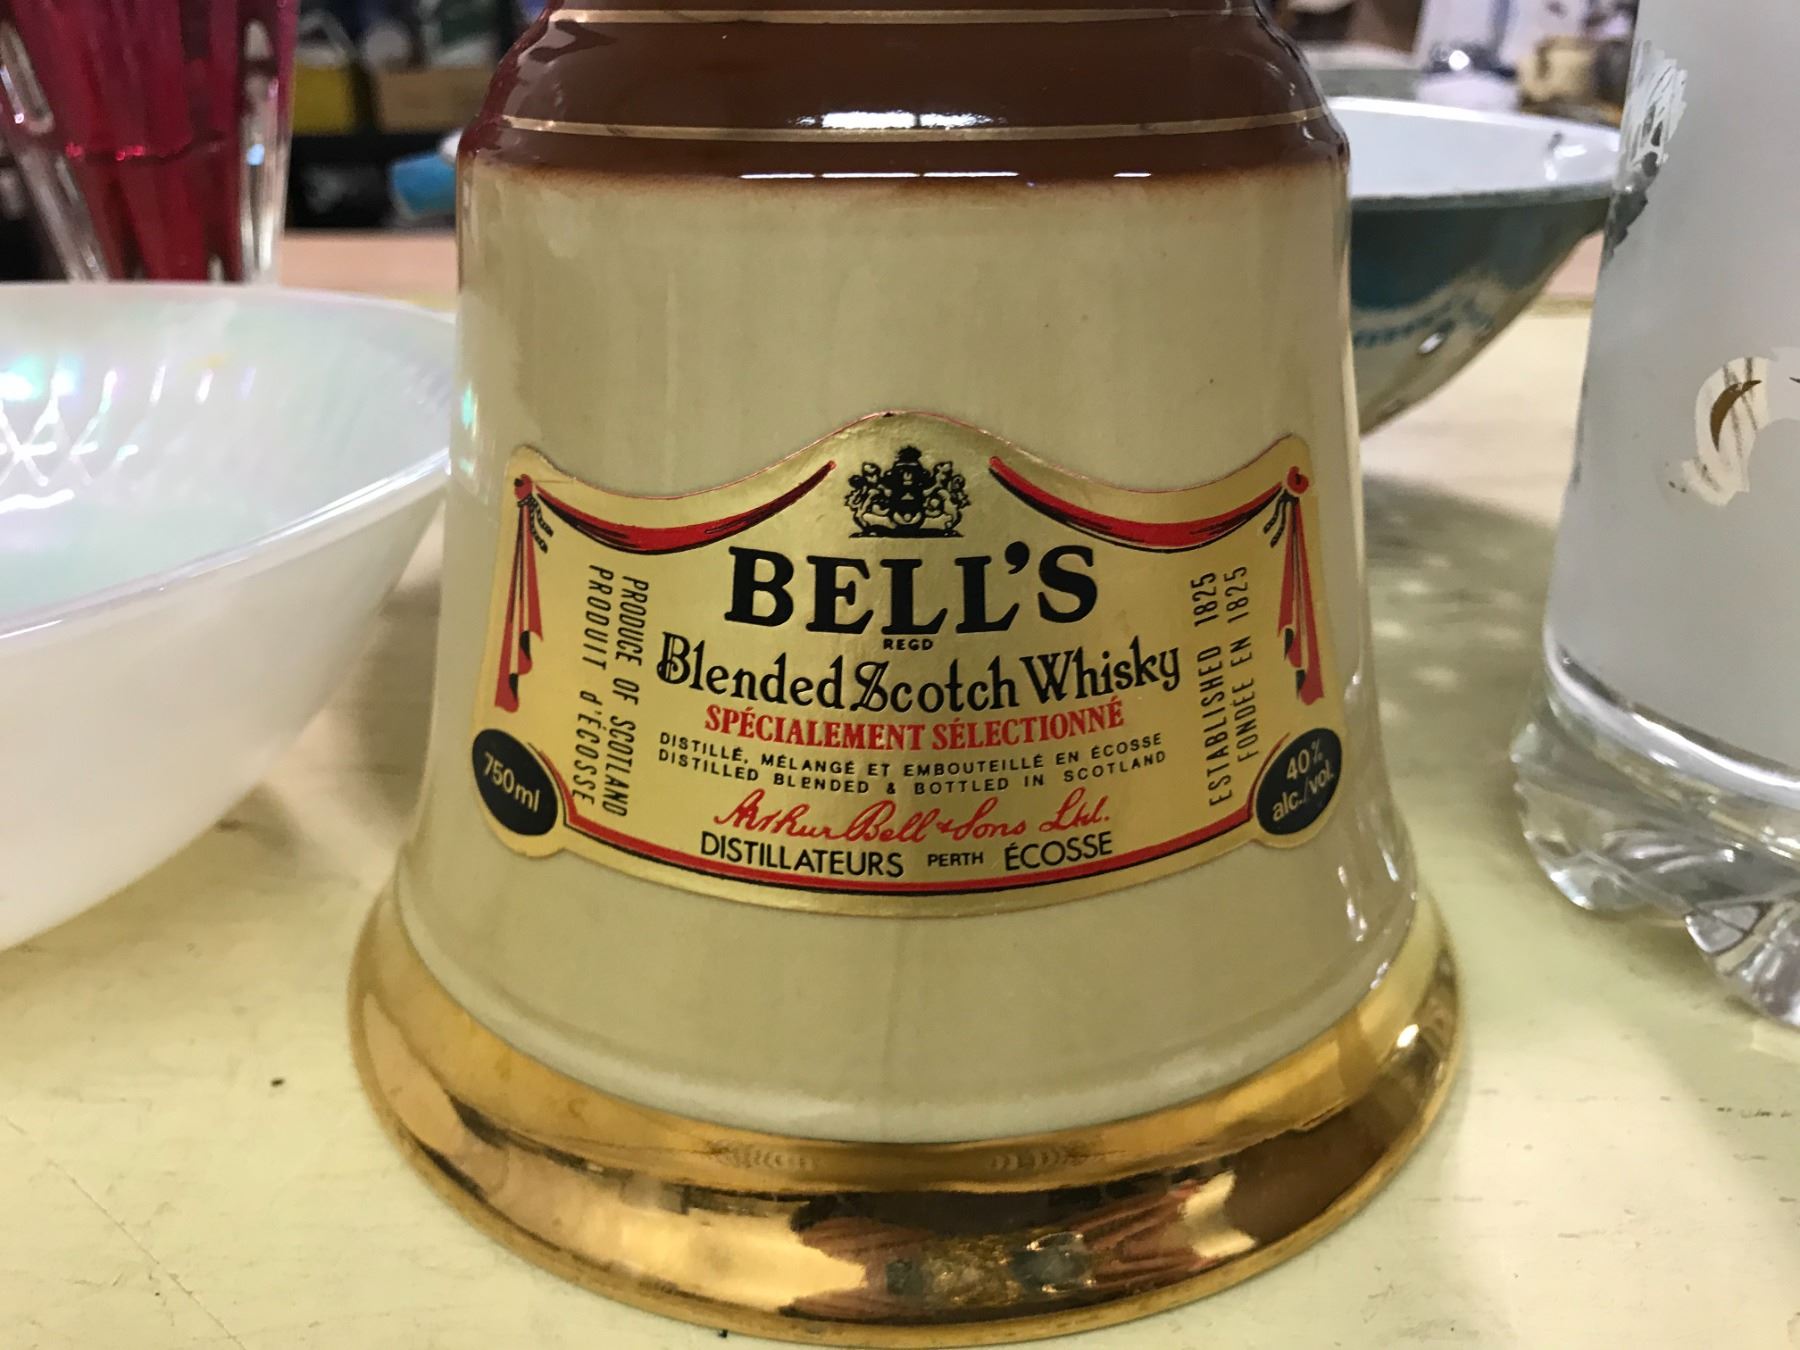 BELL'S
REGD
Blended Scotch Whisky
SPÉCIALEMENT SÉLECTIONNÉ
DISTILLÉ, MÉLANGÉ ET EMBOUTEILLÉ EN ÉCOSSE
DISTILLED BLENDED & BOTTLED IN SCOTLAND
Arthur Bell & Sons Ltd.
DISTILLATEURS PERTH ÉCOSSE
PRODUCE OF SCOTLAND
PRODUIT d'ÉCOSSE
ESTABLISHED 1825
FONDÉE EN 1825
750ml
40%
alc./vol.